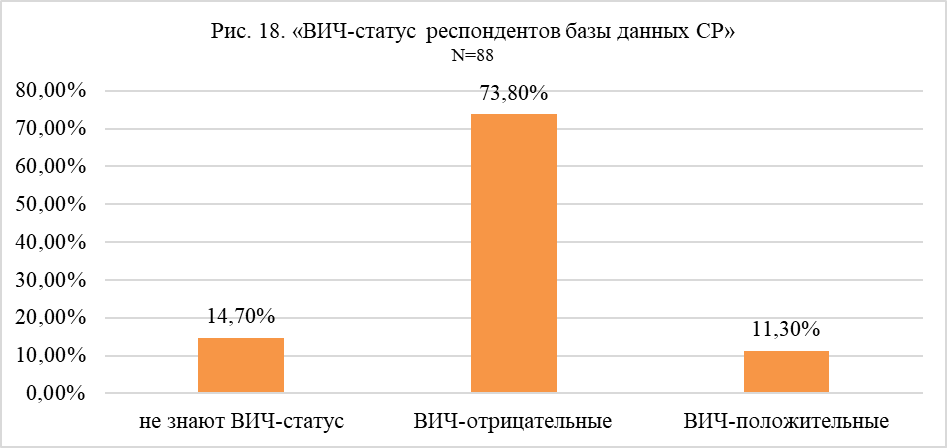 Рис. 18. «ВИЧ-статус респондентов базы данных СР»
N=88
80,00%
70,00%
60,00%
50,00%
40,00%
30,00%
20,00%
10,00%
0,00%
14,70%
73,80%
11,30%
не знают ВИЧ-статус
ВИЧ-отрицательные
ВИЧ-положительные